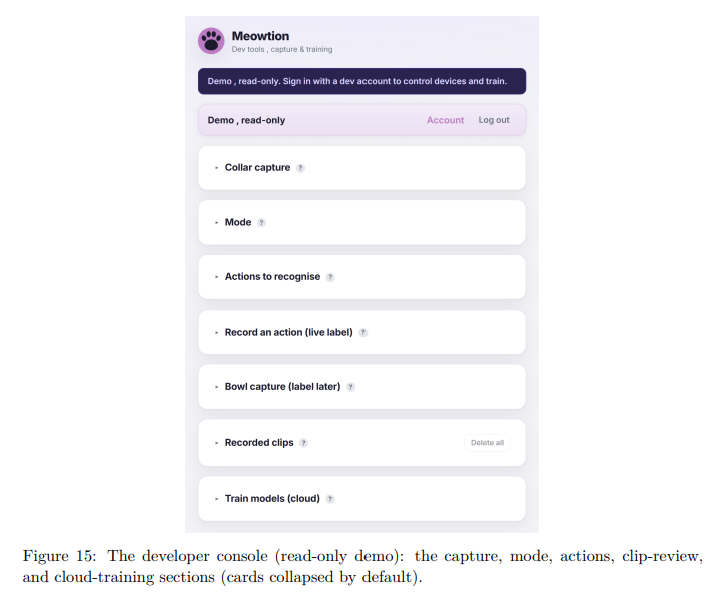 Meowtion
Dev tools , capture & training
Demo , read-only. Sign in with a dev account to control devices and train.
Demo , read-only Account Log out
Collar capture ?
Mode ?
Actions to recognise ?
Record an action (live label) ?
Bowl capture (label later) ?
Recorded clips ? Delete all
Train models (cloud) ?
Figure 15: The developer console (read-only demo): the capture, mode, actions, clip-review,
and cloud-training sections (cards collapsed by default).